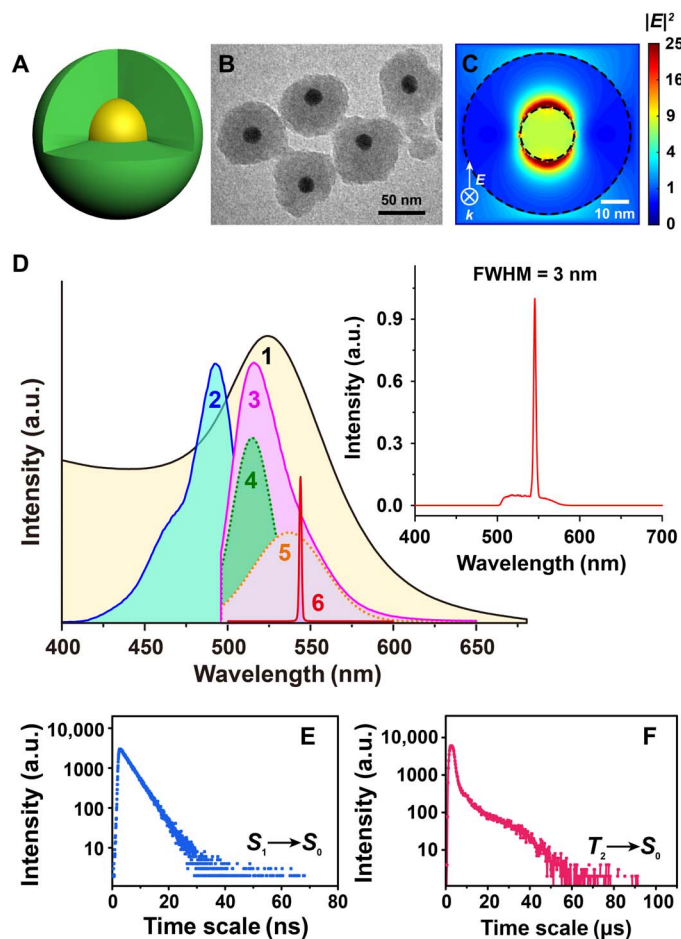 A
B
50 nm
C
E
k
10 nm
|E|²
25
16
9
4
1
2
0
D
Intensity (a.u.)
1
2
3
4
5
6
400
450
500
550
600
650
Wavelength (nm)
FWHM = 3 nm
Intensity (a.u.)
0.9
0.6
0.3
0.0
400
500
600
700
Wavelength (nm)
E
Intensity (a.u.)
10,000
1000
100
10
S₁→S₀
0
20
40
60
80
Time scale (ns)
F
Intensity (a.u.)
10,000
1000
100
10
T₂→S₀
0
20
40
60
80
100
Time scale (µs)